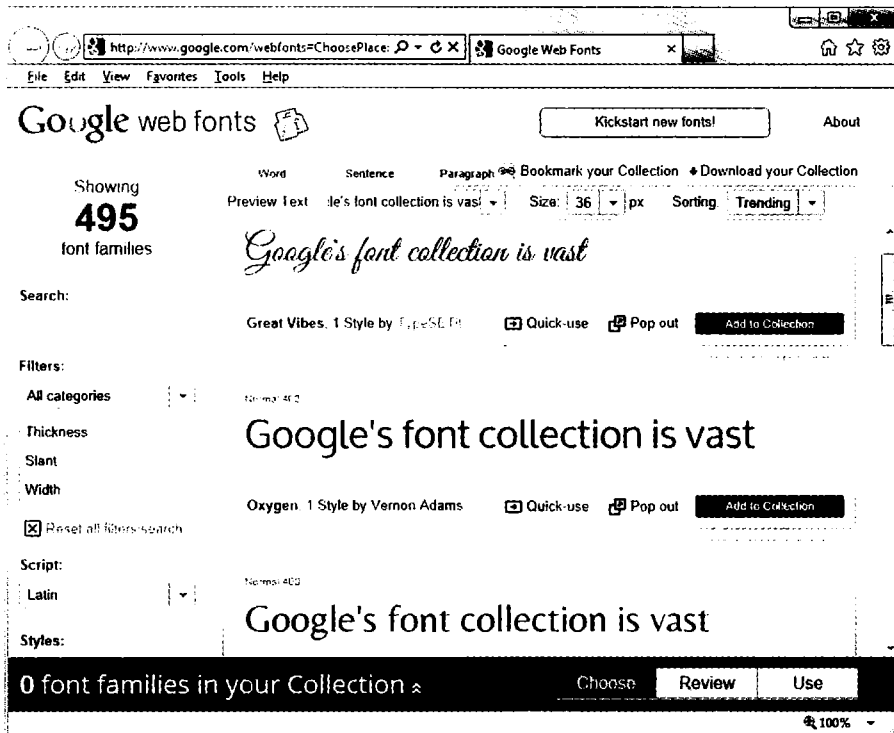 http://www.google.com/webfonts=ChoosePlace:
Google Web Fonts
File Edit View Favorites Tools Help
Google web fonts
Kickstart new fonts!
About
Showing
495
font families
Word Sentence Paragraph
Bookmark your Collection
Download your Collection
Preview Text
le's font collection is vast
Size: 36 px
Sorting: Trending
Google's font collection is vast
Search:
Great Vibes, 1 Style by TypeSETit
Quick-use
Pop out
Add to Collection
Filters:
All categories
Normal 400
Thickness
Google's font collection is vast
Slant
Width
Oxygen, 1 Style by Vernon Adams
Quick-use
Pop out
Add to Collection
Reset all filters/search
Script:
Normal 400
Latin
Google's font collection is vast
Styles:
0 font families in your Collection
Choose
Review
Use
100%